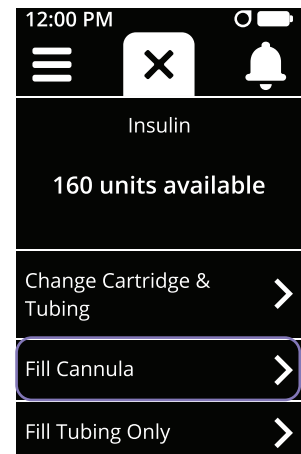 12:00 PM
Insulin
160 units available
Change Cartridge &
Tubing
Fill Cannula
Fill Tubing Only